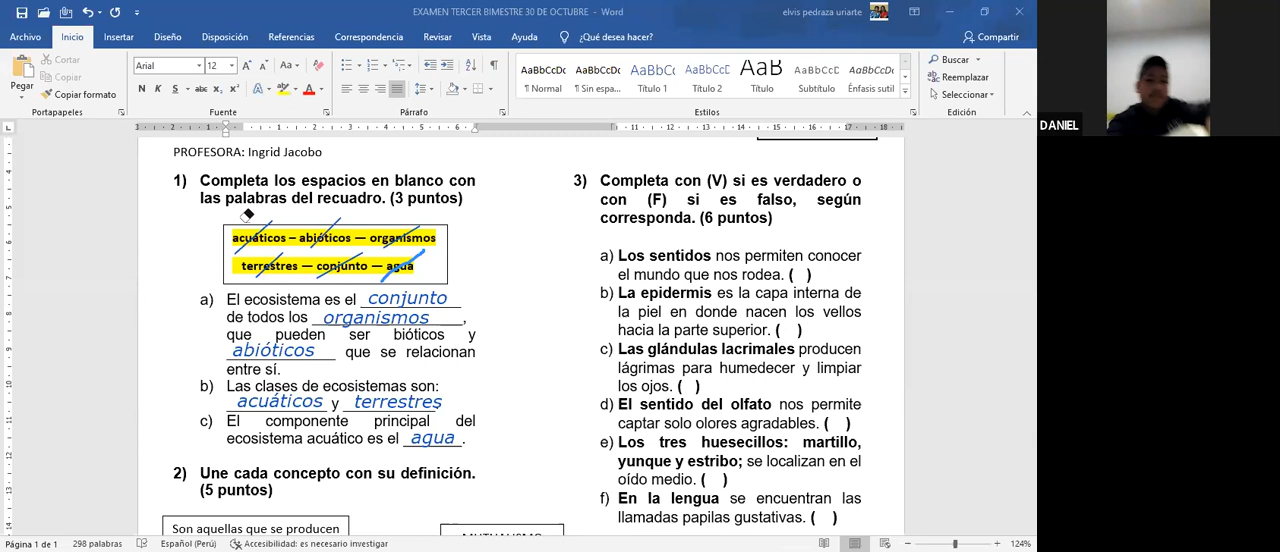 EXAMEN TERCER BIMESTRE 30 DE OCTUBRE - Word
elvis pedraza uriarte
Archivo Inicio Insertar Diseño Disposición Referencias Correspondencia Revisar Vista Ayuda ¿Qué desea hacer? Compartir
Pegar
Cortar
Copiar
Copiar formato
Portapapeles
Arial 12
N K S abc x₂ x²
Fuente
Párrafo
AaBbCcDc AaBbCcDc AaBbC AaBbCcD AaB AaBbCcD AaBbCcDt
¶ Normal ¶ Sin espa... Título 1 Título 2 Título Subtítulo Énfasis sutil
Estilos
Buscar
Reemplazar
Seleccionar
Edición
DANIEL
PROFESORA: Ingrid Jacobo
1) Completa los espacios en blanco con
las palabras del recuadro. (3 puntos)
acuáticos – abióticos — organismos
terrestres — conjunto — agua
a) El ecosistema es el conjunto
de todos los organismos,
que pueden ser bióticos y
abióticos que se relacionan
entre sí.
b) Las clases de ecosistemas son:
acuáticos y terrestres
c) El componente principal del
ecosistema acuático es el agua.
2) Une cada concepto con su definición.
(5 puntos)
Son aquellas que se producen
MUTUALISMO
3) Completa con (V) si es verdadero o
con (F) si es falso, según
corresponda. (6 puntos)
a) Los sentidos nos permiten conocer
el mundo que nos rodea. ( )
b) La epidermis es la capa interna de
la piel en donde nacen los vellos
hacia la parte superior. ( )
c) Las glándulas lacrimales producen
lágrimas para humedecer y limpiar
los ojos. ( )
d) El sentido del olfato nos permite
captar solo olores agradables. ( )
e) Los tres huesecillos: martillo,
yunque y estribo; se localizan en el
oído medio. ( )
f) En la lengua se encuentran las
llamadas papilas gustativas. ( )
Página 1 de 1 298 palabras Español (Perú) Accesibilidad: es necesario investigar 124%